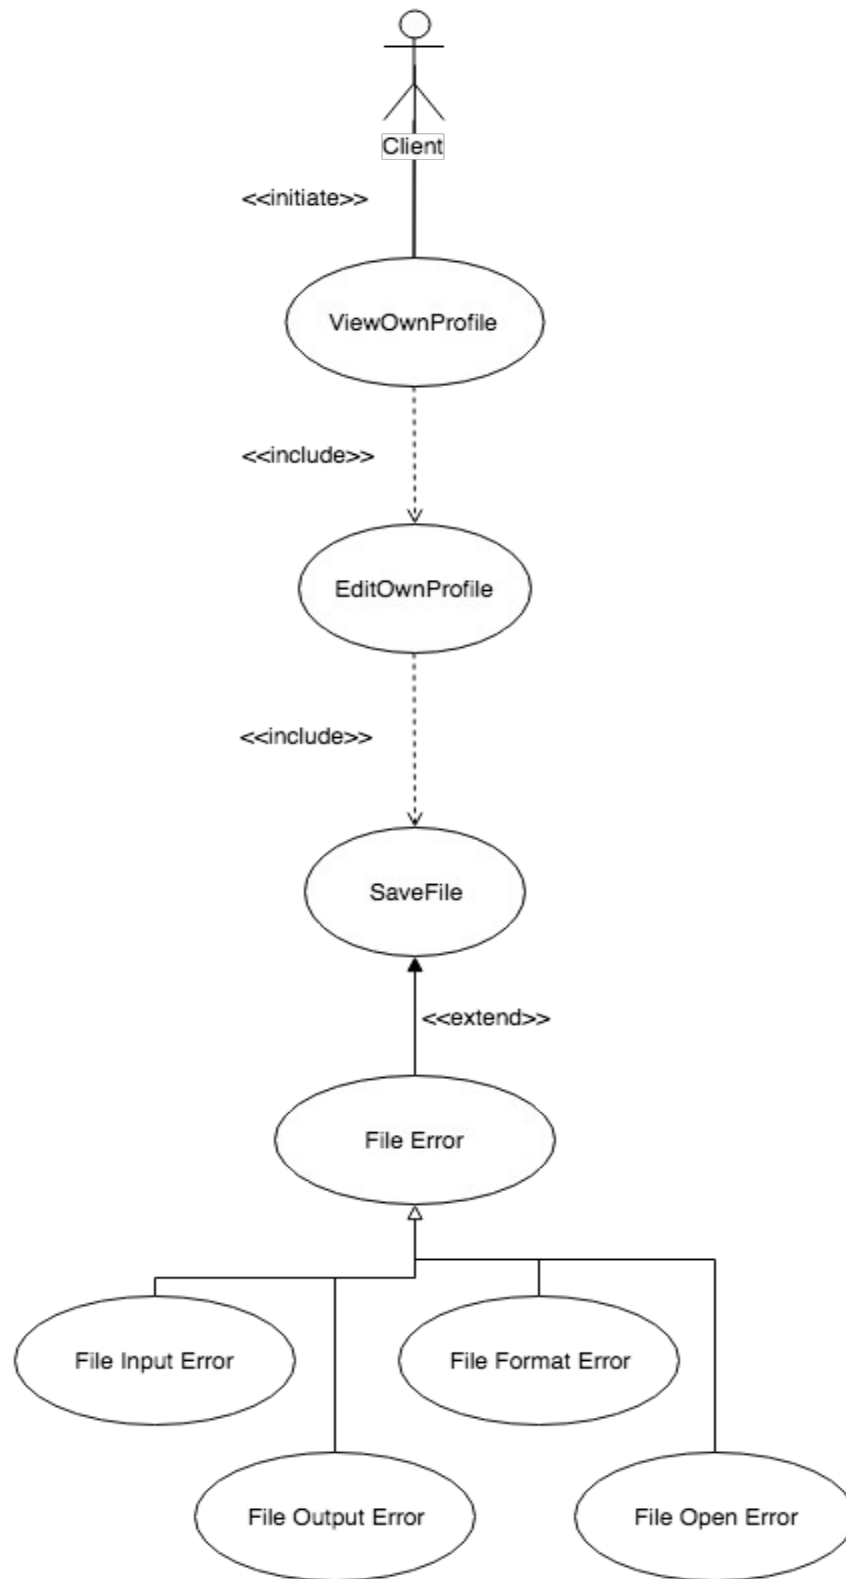 Client
<<initiate>>
ViewOwnProfile
<<include>>
EditOwnProfile
<<include>>
SaveFile
<<extend>>
File Error
File Input Error
File Format Error
File Output Error
File Open Error